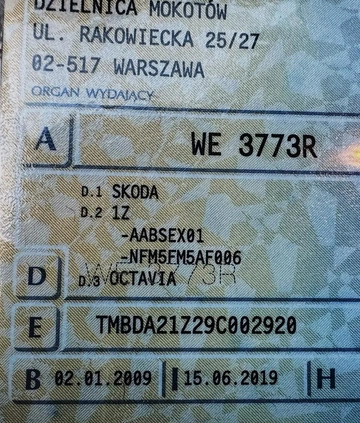 DZIELNICA MOKOTÓW
UL. RAKOWIECKA 25/27
02-517 WARSZAWA
ORGAN WYDAJĄCY
A WE 3773R
D.1 SKODA
D.2 1Z
-AABSEX01
-NFM5FM5AF006
D D.3 OCTAVIA
E TMBDA21Z29C002920
B 02.01.2009 I 15.06.2019 H